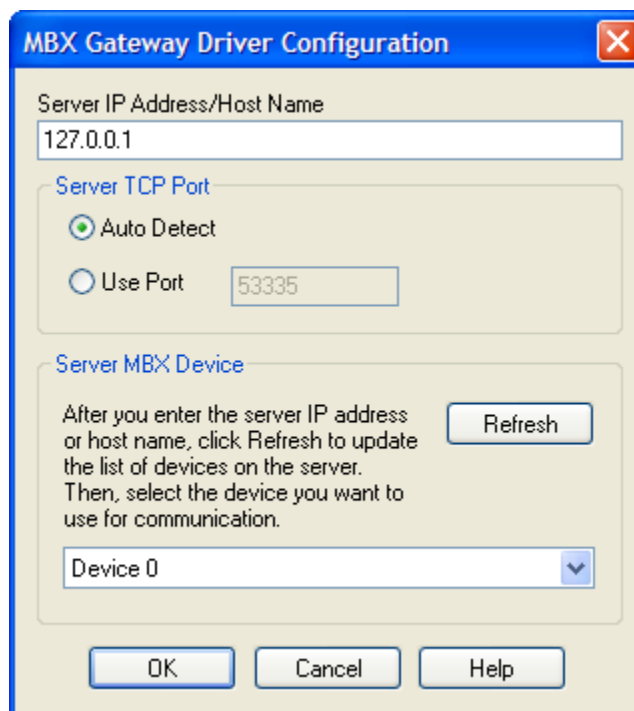 MBX Gateway Driver Configuration
Server IP Address/Host Name
127.0.0.1
Server TCP Port
Auto Detect
Use Port
53335
Server MBX Device
After you enter the server IP address
or host name, click Refresh to update
the list of devices on the server.
Then, select the device you want to
use for communication.
Refresh
Device 0
OK
Cancel
Help